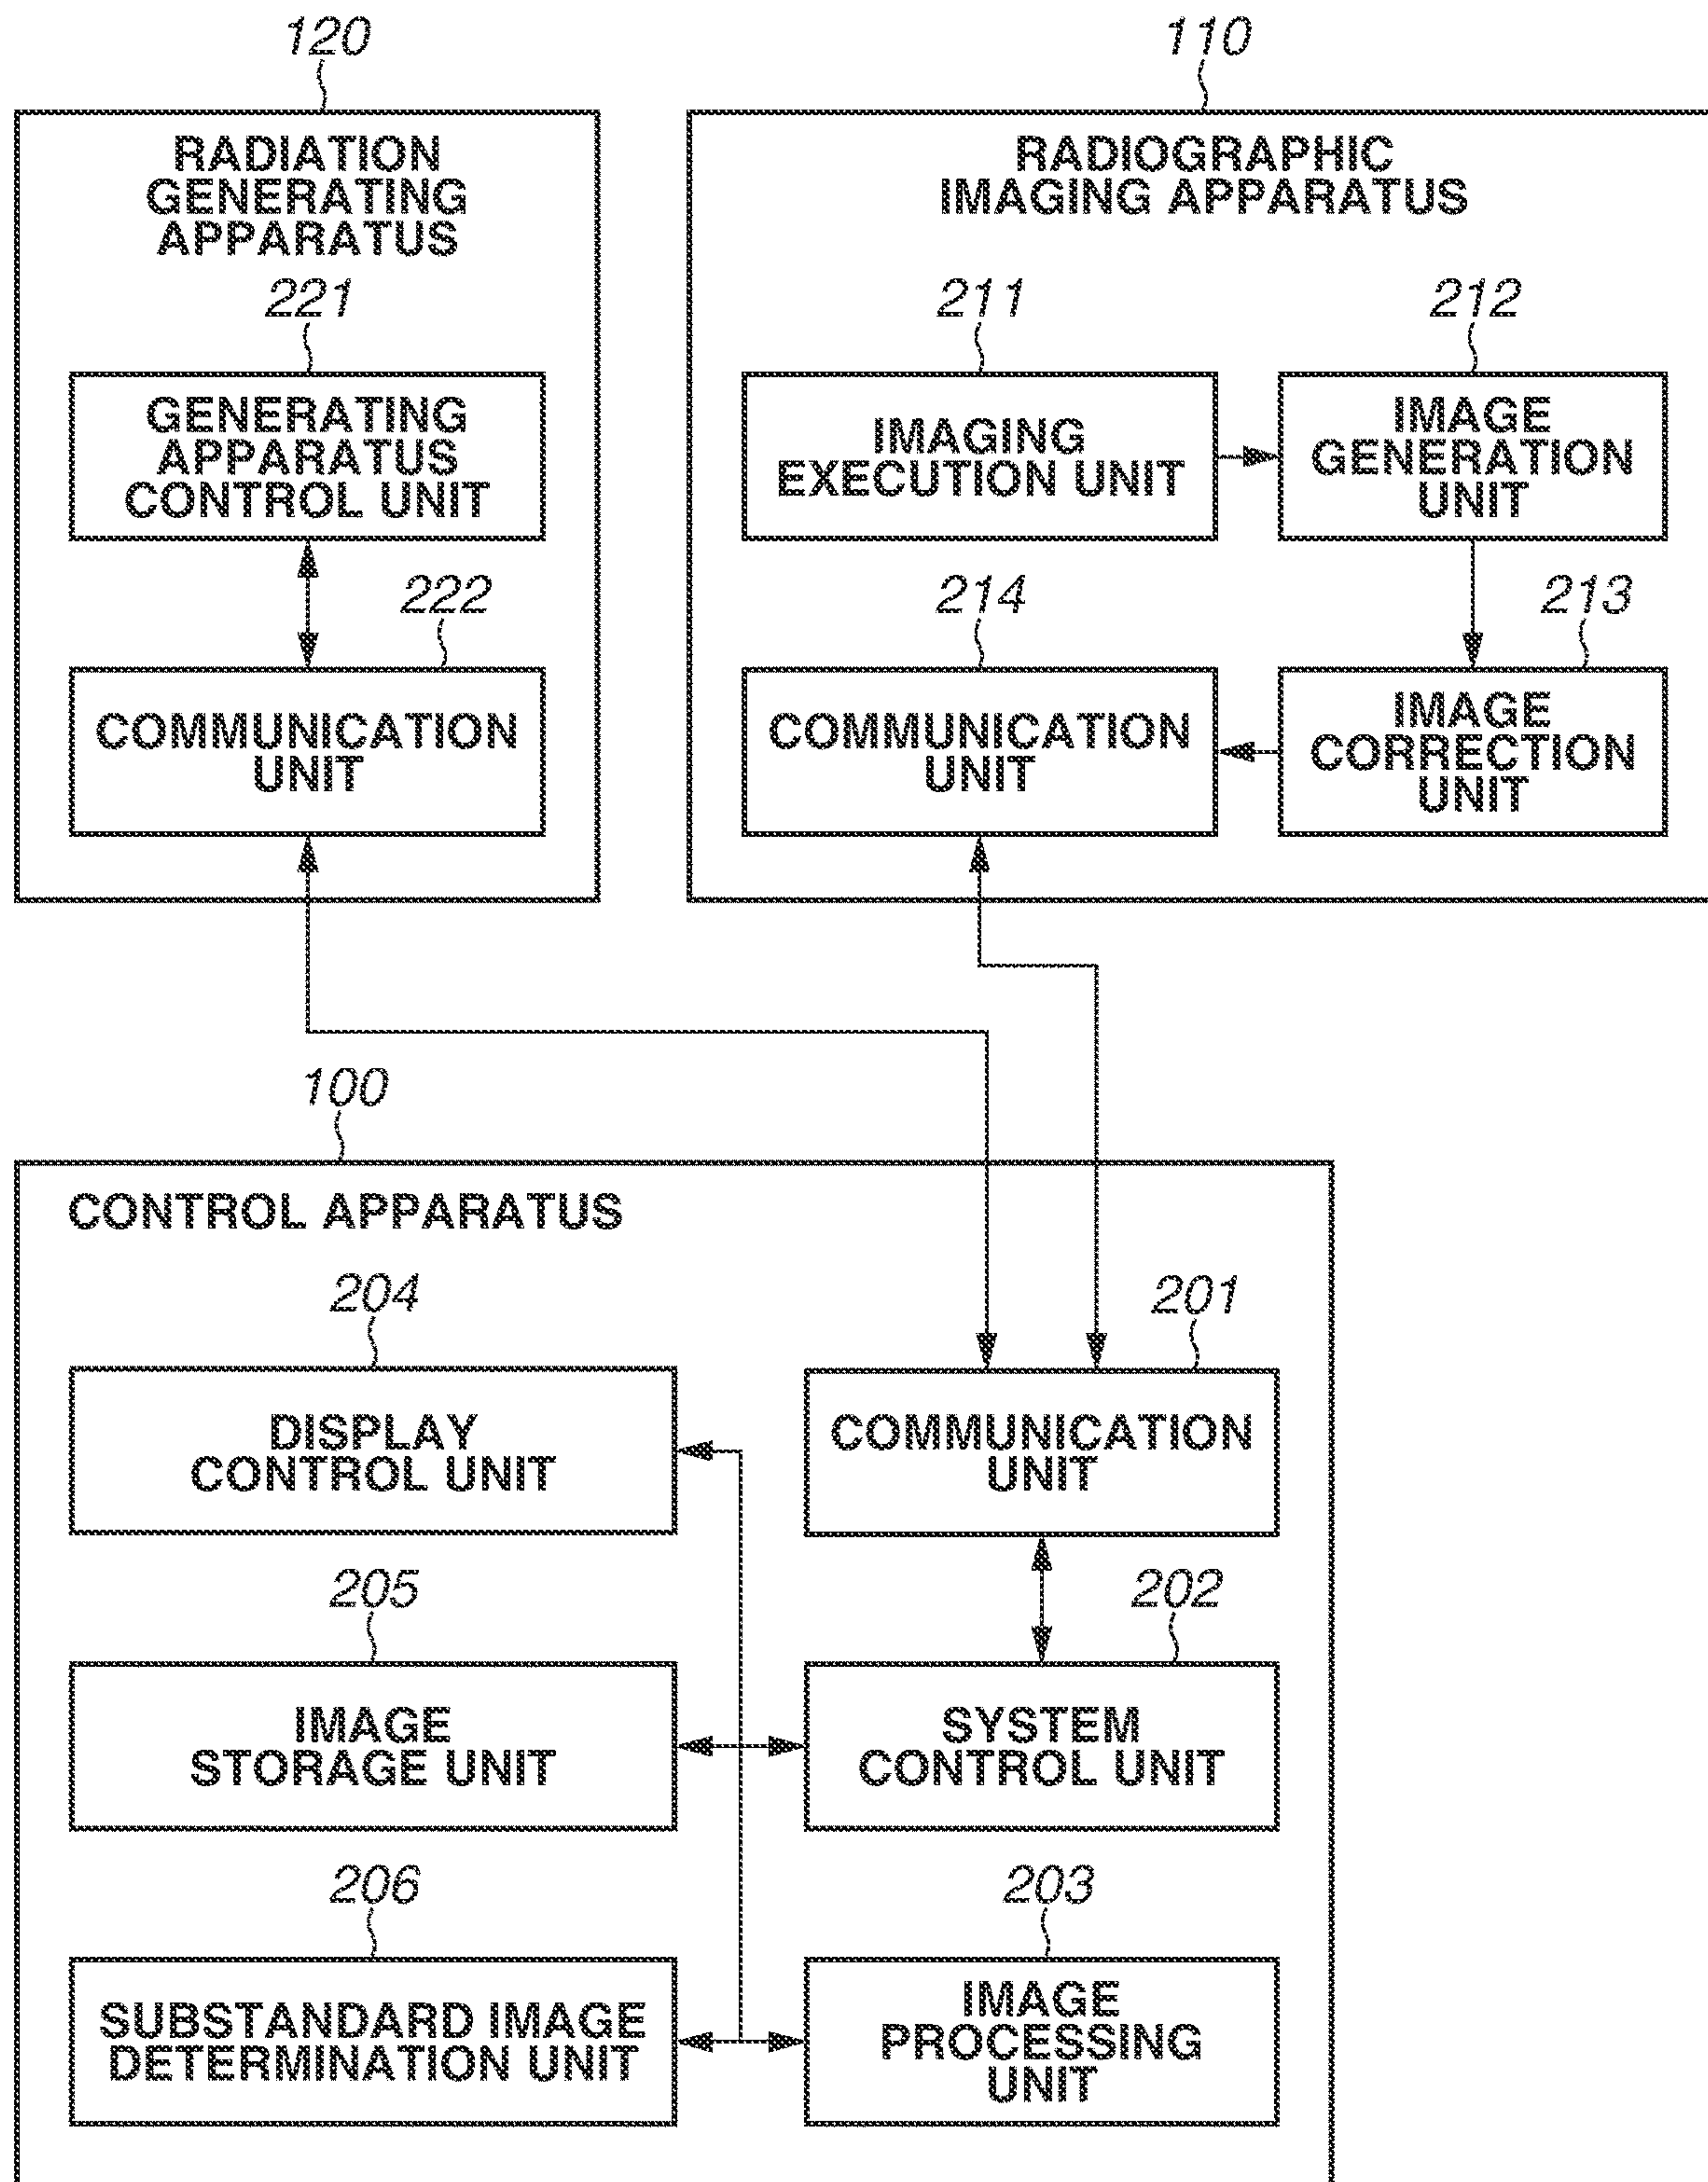 120
RADIATION
GENERATING
APPARATUS
221
GENERATING
APPARATUS
CONTROL UNIT
222
COMMUNICATION
UNIT
110
RADIOGRAPHIC
IMAGING APPARATUS
211
IMAGING
EXECUTION UNIT
212
IMAGE
GENERATION
UNIT
214
COMMUNICATION
UNIT
213
IMAGE
CORRECTION
UNIT
100
CONTROL APPARATUS
204
DISPLAY
CONTROL UNIT
201
COMMUNICATION
UNIT
205
IMAGE
STORAGE UNIT
202
SYSTEM
CONTROL UNIT
206
SUBSTANDARD IMAGE
DETERMINATION UNIT
203
IMAGE
PROCESSING
UNIT